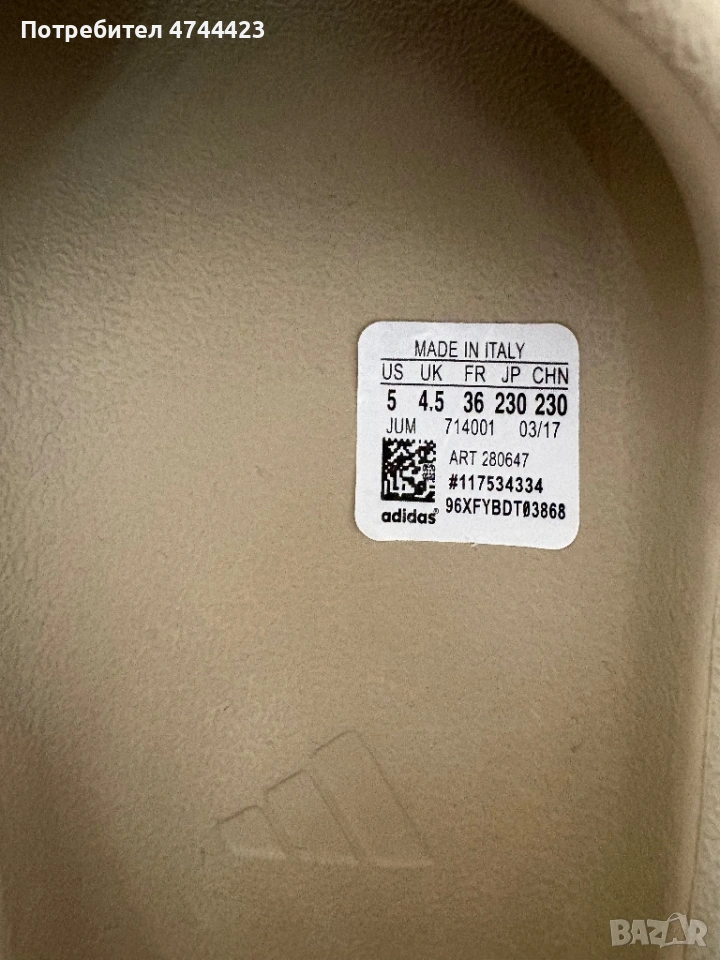 Потребител 4744423
MADE IN ITALY
US UK FR JP CHN
5 4.5 36 230 230
JUM 714001 03/17
ART 280647
#117534334
adidas® 96XFYBDT03868
BAZAR